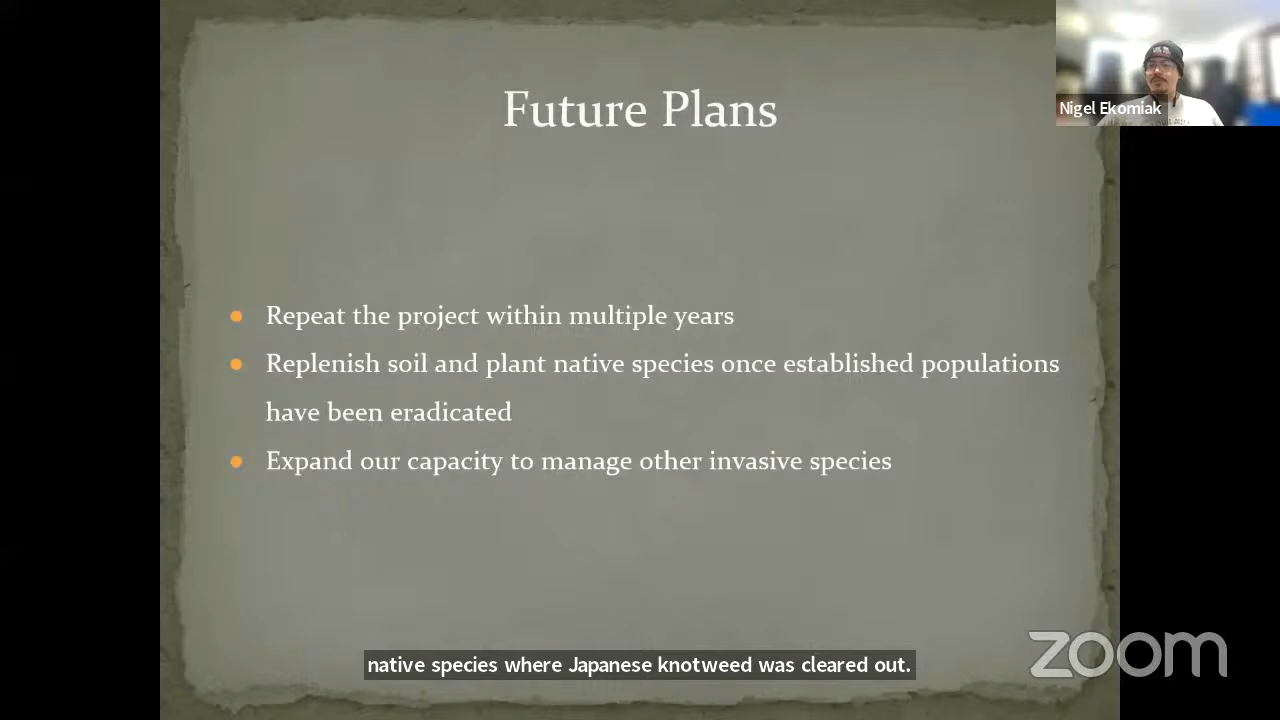 Future Plans
Nigel Ekomiak
• Repeat the project within multiple years
• Replenish soil and plant native species once established populations
have been eradicated
• Expand our capacity to manage other invasive species
native species where Japanese knotweed was cleared out.
zoom